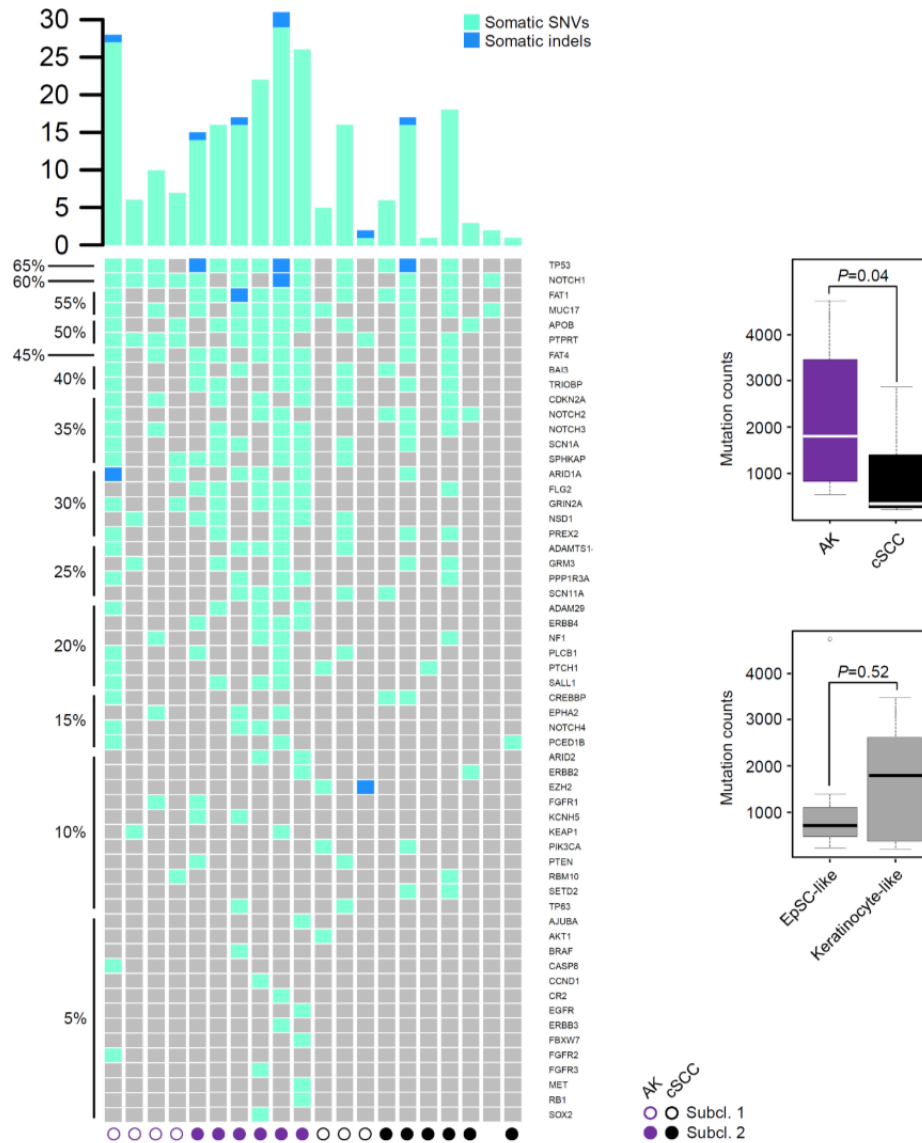 30
25
20
15
10
5
0
Somatic SNVs
Somatic indels
65%
60%
55%
50%
45%
40%
35%
30%
25%
20%
15%
10%
5%
TP53
NOTCH1
FAT1
MUC17
APOB
PTPRT
FAT4
BAI3
TRIOBP
CDKN2A
NOTCH2
NOTCH3
SCN1A
SPHKAP
ARID1A
FLG2
GRIN2A
NSD1
PREX2
ADAMTS1-
GRM3
PPP1R3A
SCN11A
ADAM29
ERBB4
NF1
PLCB1
PTCH1
SALL1
CREBBP
EPHA2
NOTCH4
PCED1B
ARID2
ERBB2
EZH2
FGFR1
KCNH5
KEAP1
PIK3CA
PTEN
RBM10
SETD2
TP63
AJUBA
AKT1
BRAF
CASP8
CCND1
CR2
EGFR
ERBB3
FBXW7
FGFR2
FGFR3
MET
RB1
SOX2
P=0.04
Mutation counts
4000
3000
2000
1000
AK
cSCC
P=0.52
Mutation counts
4000
3000
2000
1000
EpSC-like
Keratinocyte-like
AK
cSCC
Subcl. 1
Subcl. 2